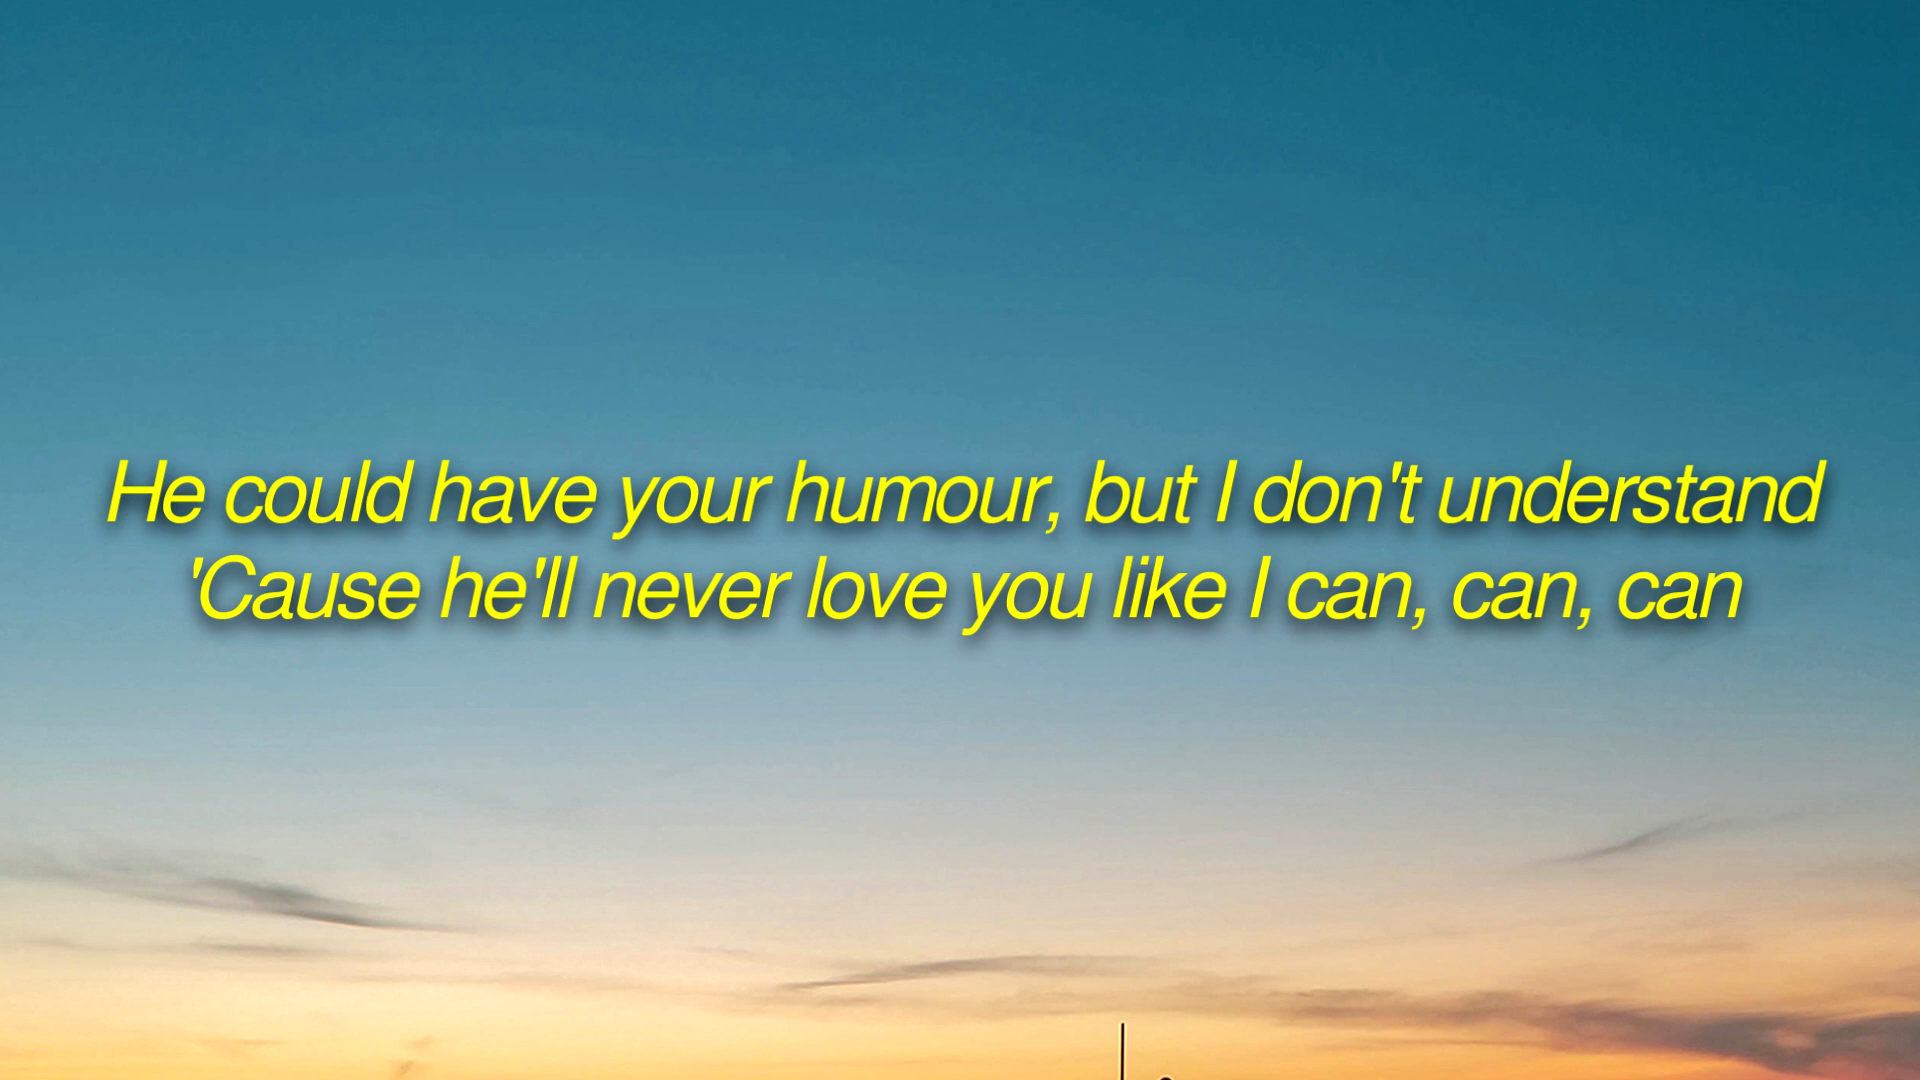 He could have your humour, but I don't understand
'Cause he'll never love you like I can, can, can